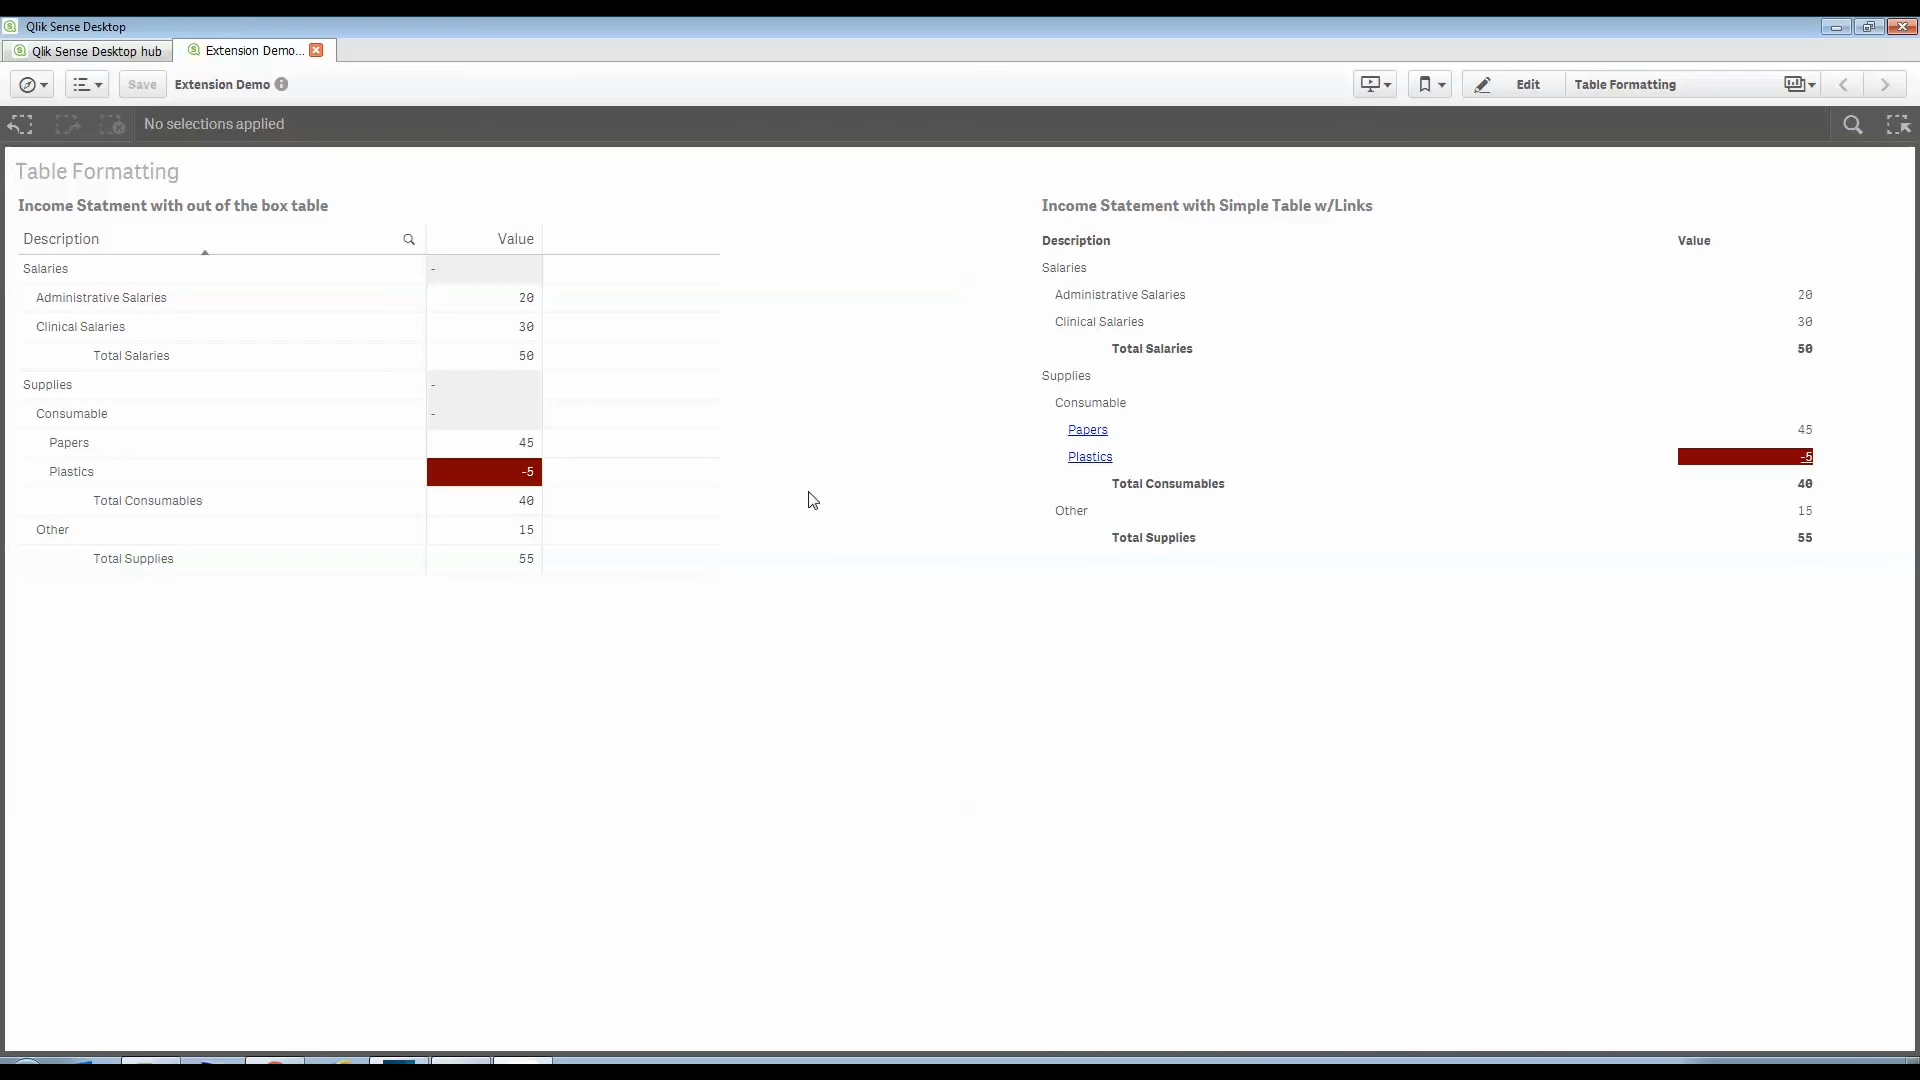 Qlik Sense Desktop
Qlik Sense Desktop hub
Extension Demo...
Save
Extension Demo
Edit
Table Formatting
No selections applied
Table Formatting
Income Statment with out of the box table
Description Value
Salaries -
Administrative Salaries 20
Clinical Salaries 30
Total Salaries 50
Supplies -
Consumable -
Papers 45
Plastics -5
Total Consumables 40
Other 15
Total Supplies 55
Income Statement with Simple Table w/Links
Description Value
Salaries
Administrative Salaries 20
Clinical Salaries 30
Total Salaries 50
Supplies
Consumable
Papers 45
Plastics -5
Total Consumables 40
Other 15
Total Supplies 55